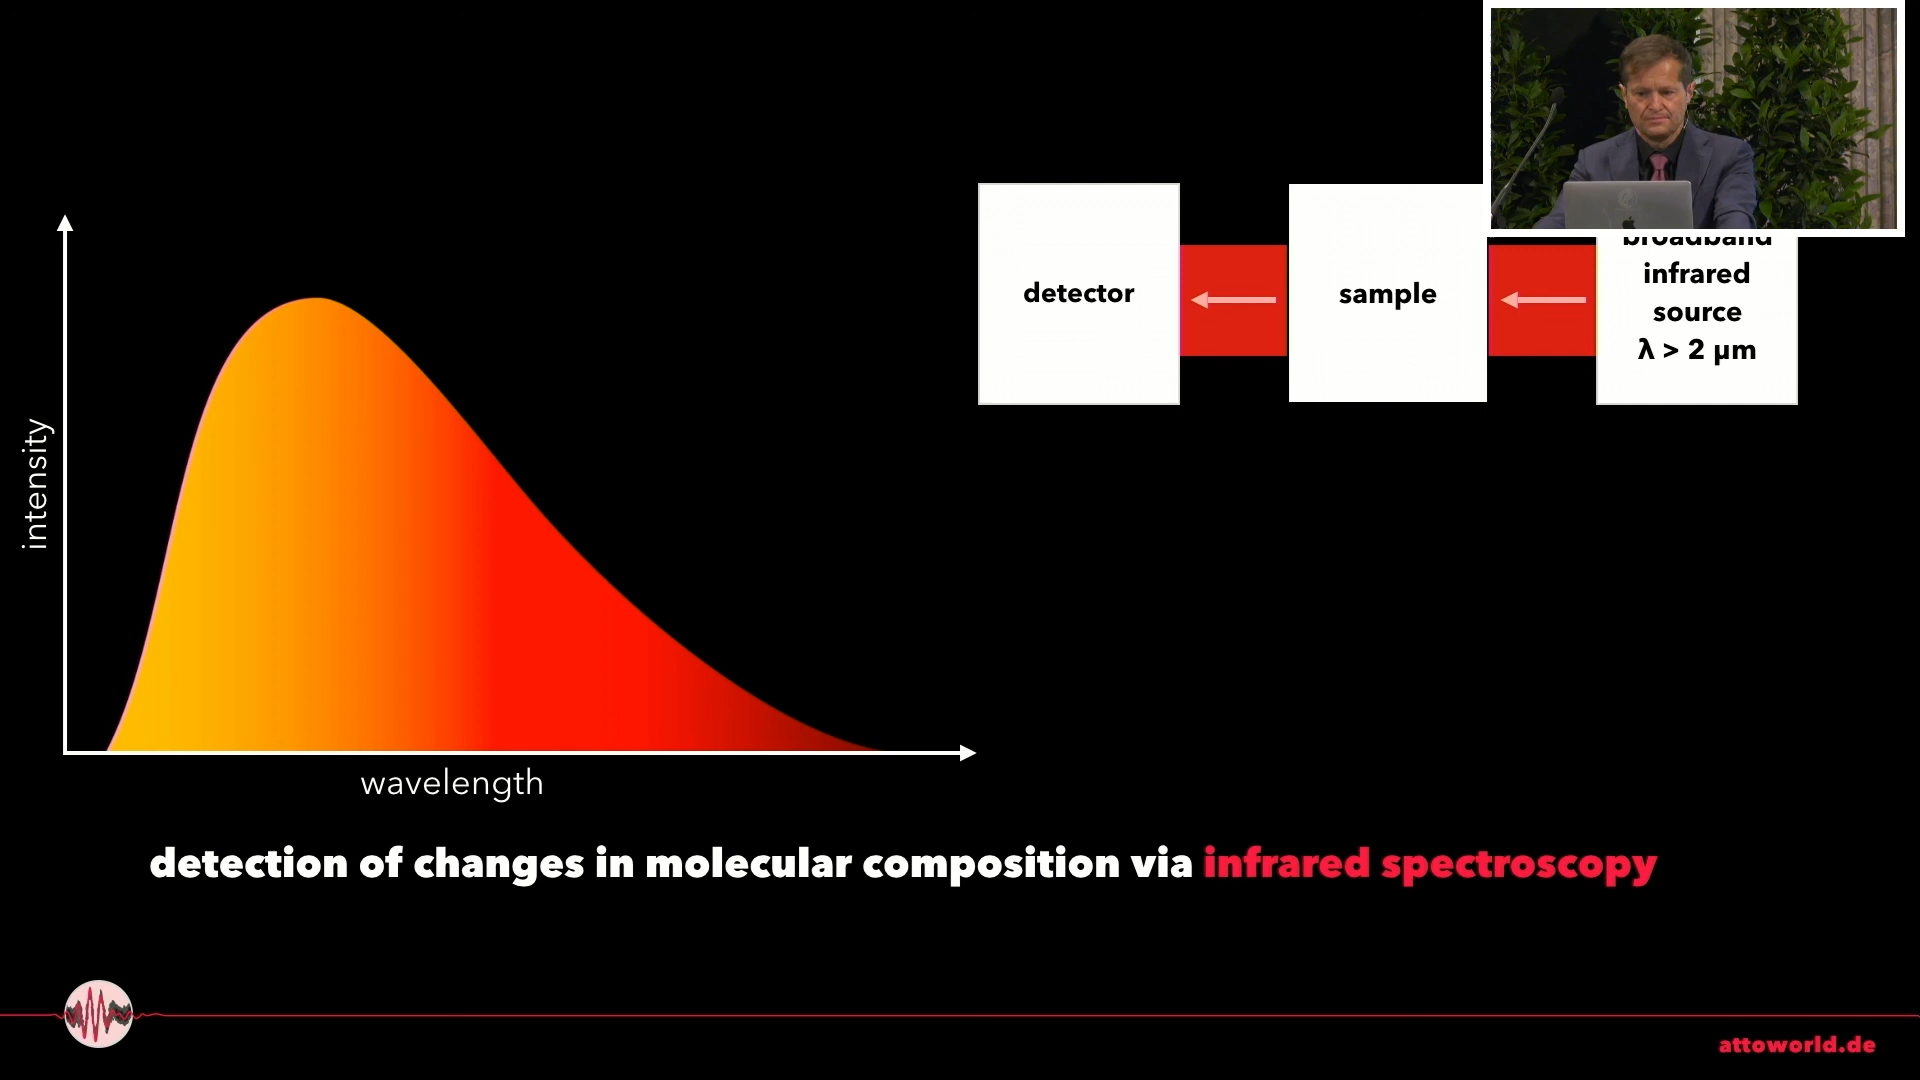 detector
sample
broadband
infrared
source
λ > 2 µm
intensity
wavelength
detection of changes in molecular composition via infrared spectroscopy
attoworld.de